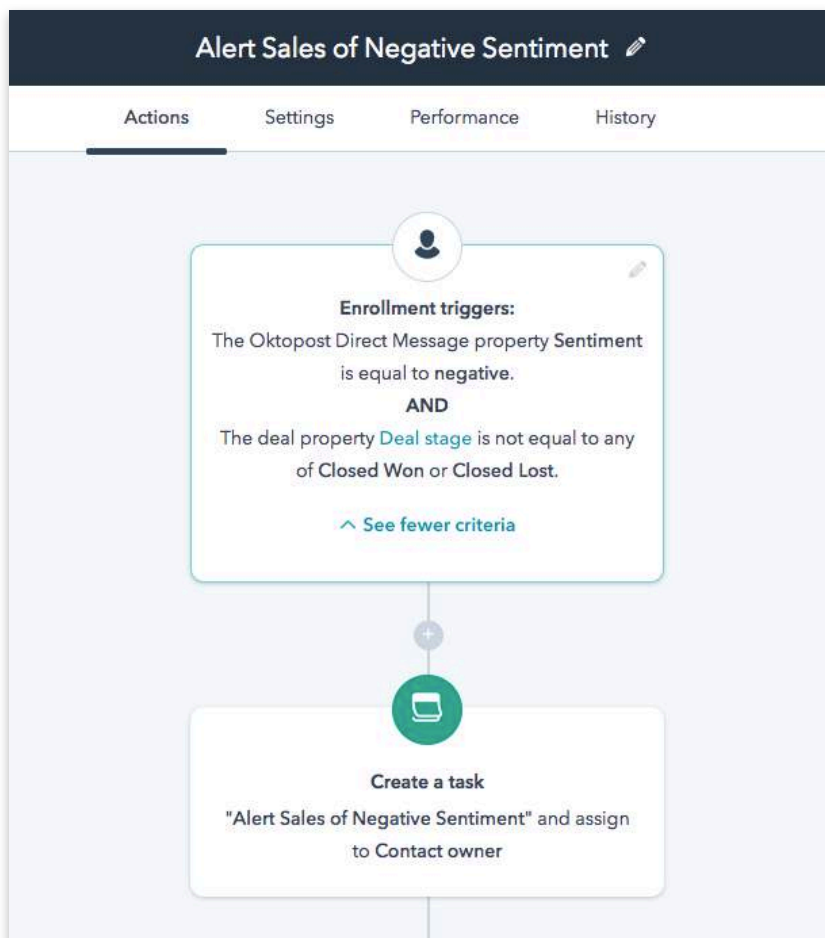 Alert Sales of Negative Sentiment
Actions Settings Performance History
Enrollment triggers:
The Oktopost Direct Message property Sentiment
is equal to negative.
AND
The deal property Deal stage is not equal to any
of Closed Won or Closed Lost.
See fewer criteria
Create a task
"Alert Sales of Negative Sentiment" and assign
to Contact owner